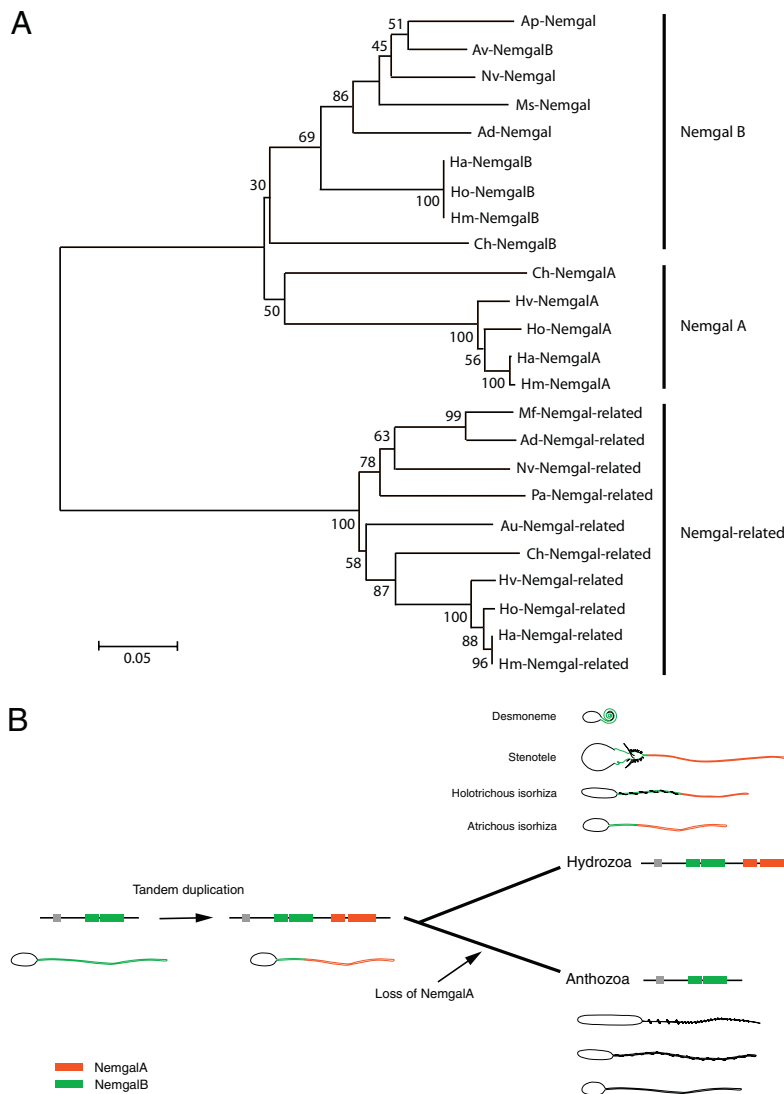 A
51
Ap-Nemgal
45
Av-NemgalB
Nv-Nemgal
86
Ms-Nemgal
69
Ad-Nemgal
Nemgal B
Ha-NemgalB
30
Ho-NemgalB
100
Hm-NemgalB
Ch-NemgalB
Ch-NemgalA
50
Hv-NemgalA
100
Ho-NemgalA
Nemgal A
56
Ha-NemgalA
100
Hm-NemgalA
99
Mf-Nemgal-related
63
Ad-Nemgal-related
78
Nv-Nemgal-related
Pa-Nemgal-related
100
Au-Nemgal-related
Nemgal-related
58
Ch-Nemgal-related
87
Hv-Nemgal-related
100
Ho-Nemgal-related
88
Ha-Nemgal-related
96
Hm-Nemgal-related
0.05
B
Desmoneme
Stenotele
Holotrichous isorhiza
Atrichous isorhiza
Hydrozoa
Tandem duplication
Loss of NemgalA
Anthozoa
NemgalA
NemgalB